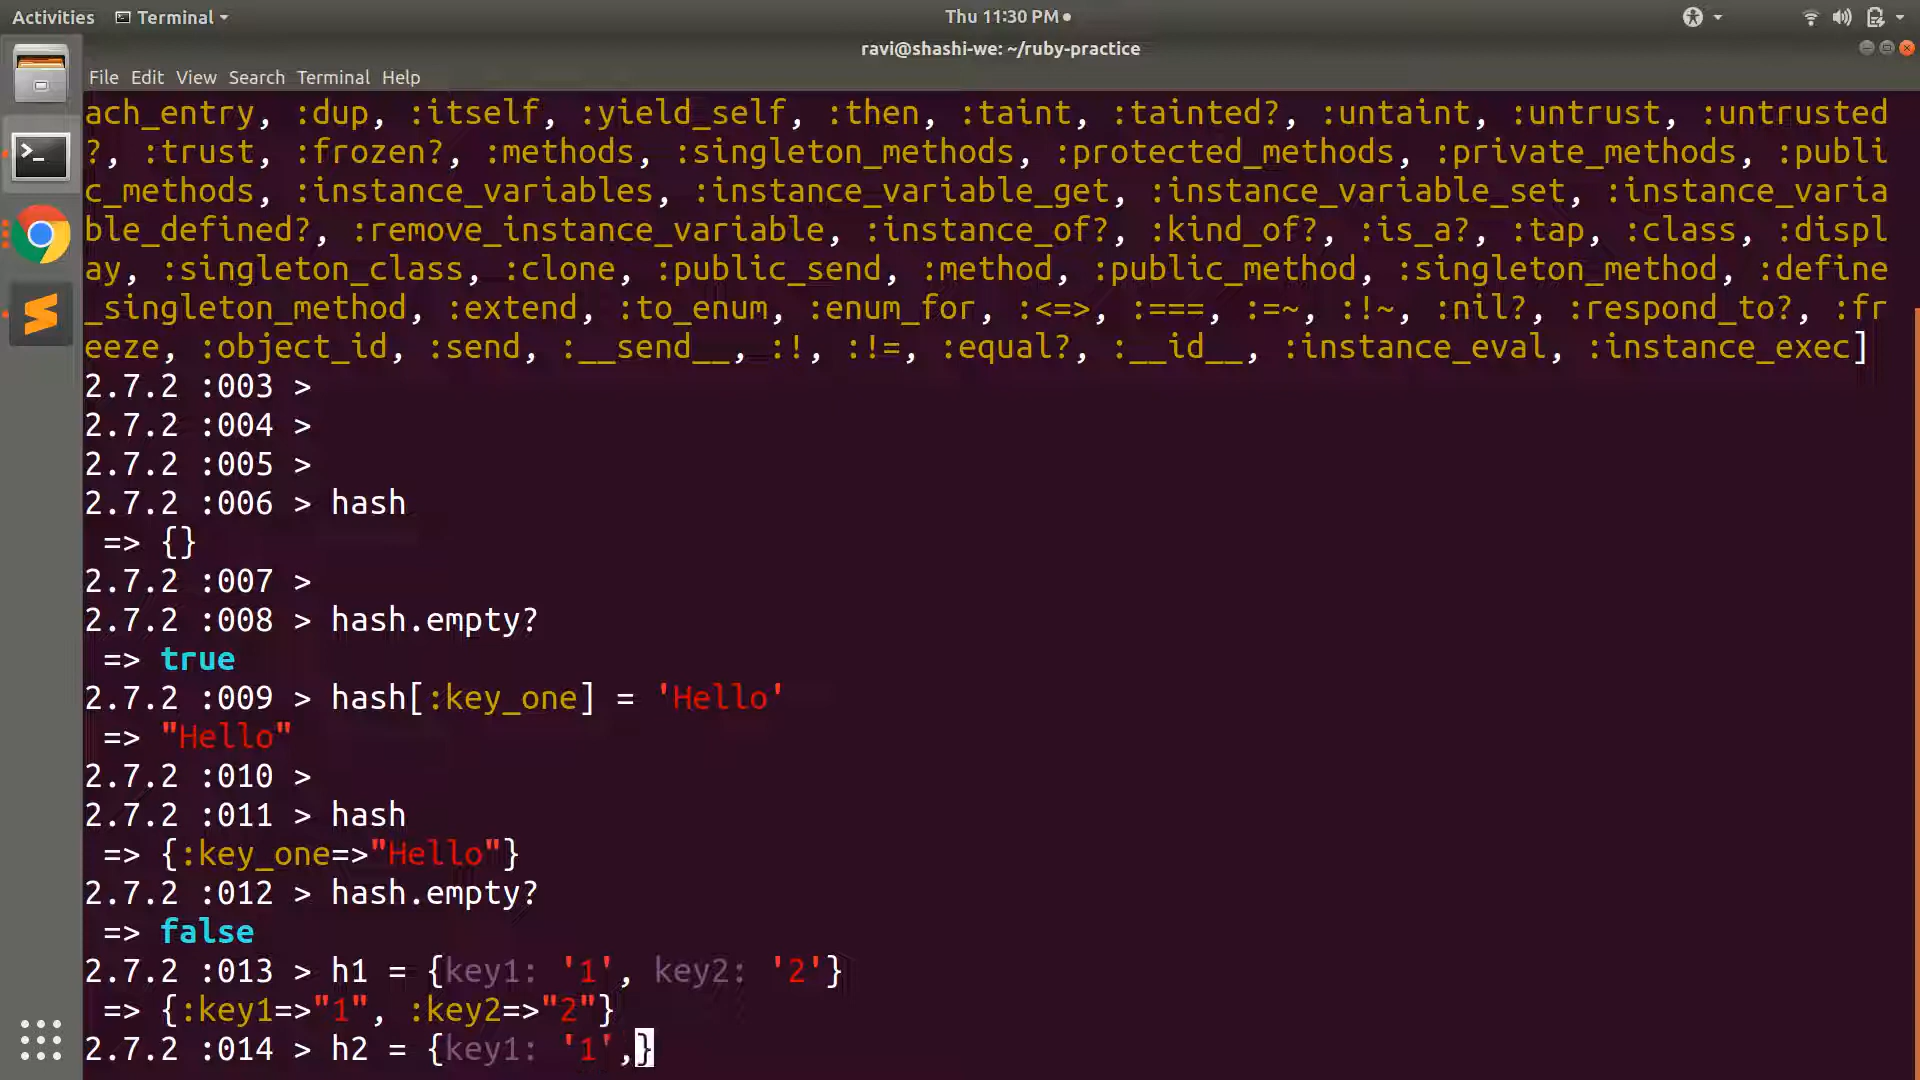 Activities Terminal Thu 11:30 PM
ravi@shashi-we: ~/ruby-practice
File Edit View Search Terminal Help
ach_entry, :dup, :itself, :yield_self, :then, :taint, :tainted?, :untaint, :untrust, :untrusted
?, :trust, :frozen?, :methods, :singleton_methods, :protected_methods, :private_methods, :publi
c_methods, :instance_variables, :instance_variable_get, :instance_variable_set, :instance_varia
ble_defined?, :remove_instance_variable, :instance_of?, :kind_of?, :is_a?, :tap, :class, :displ
ay, :singleton_class, :clone, :public_send, :method, :public_method, :singleton_method, :define
_singleton_method, :extend, :to_enum, :enum_for, :<=>, :===, :=~, :!~, :nil?, :respond_to?, :fr
eeze, :object_id, :send, :__send__, :!, :!=, :equal?, :__id__, :instance_eval, :instance_exec]
2.7.2 :003 >
2.7.2 :004 >
2.7.2 :005 >
2.7.2 :006 > hash
=> {}
2.7.2 :007 >
2.7.2 :008 > hash.empty?
=> true
2.7.2 :009 > hash[:key_one] = 'Hello'
=> "Hello"
2.7.2 :010 >
2.7.2 :011 > hash
=> {:key_one=>"Hello"}
2.7.2 :012 > hash.empty?
=> false
2.7.2 :013 > h1 = {key1: '1', key2: '2'}
=> {:key1=>"1", :key2=>"2"}
2.7.2 :014 > h2 = {key1: '1',}